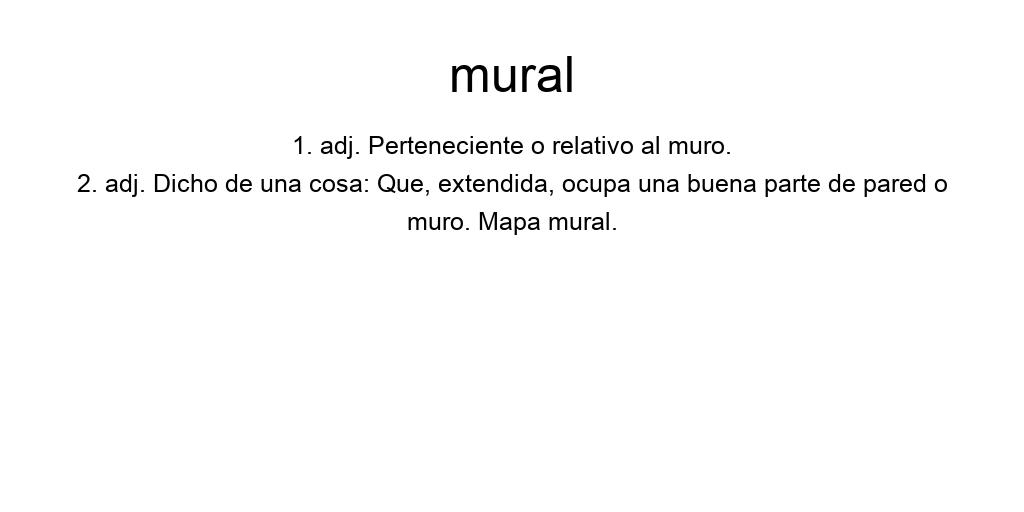 mural
1. adj. Perteneciente o relativo al muro.
2. adj. Dicho de una cosa: Que, extendida, ocupa una buena parte de pared o
muro. Mapa mural.